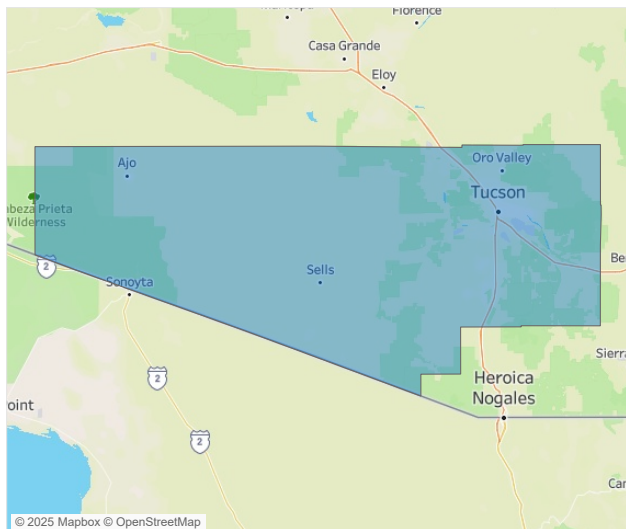 Florence
Casa Grande
Eloy
Ajo
Oro Valley
Tucson
Wilderness
2
Sells
Sonoyta
2
Heroica
Nogales
2
© 2025 Mapbox © OpenStreetMap